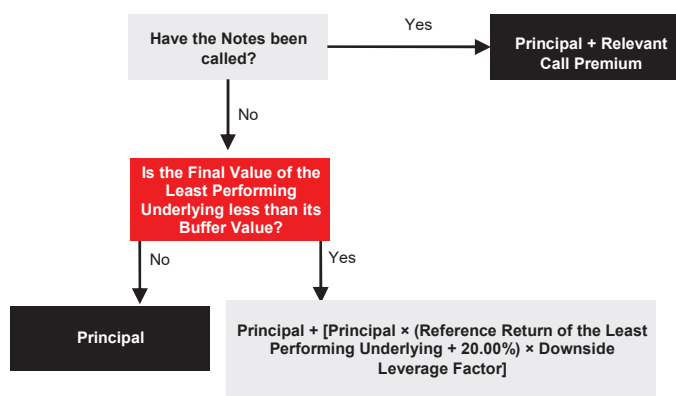 Have the Notes been
called?
Yes
Principal + Relevant
Call Premium
No
Is the Final Value of the
Least Performing
Underlying less than its
Buffer Value?
No
Yes
Principal
Principal + [Principal × (Reference Return of the Least
Performing Underlying + 20.00%) × Downside
Leverage Factor]